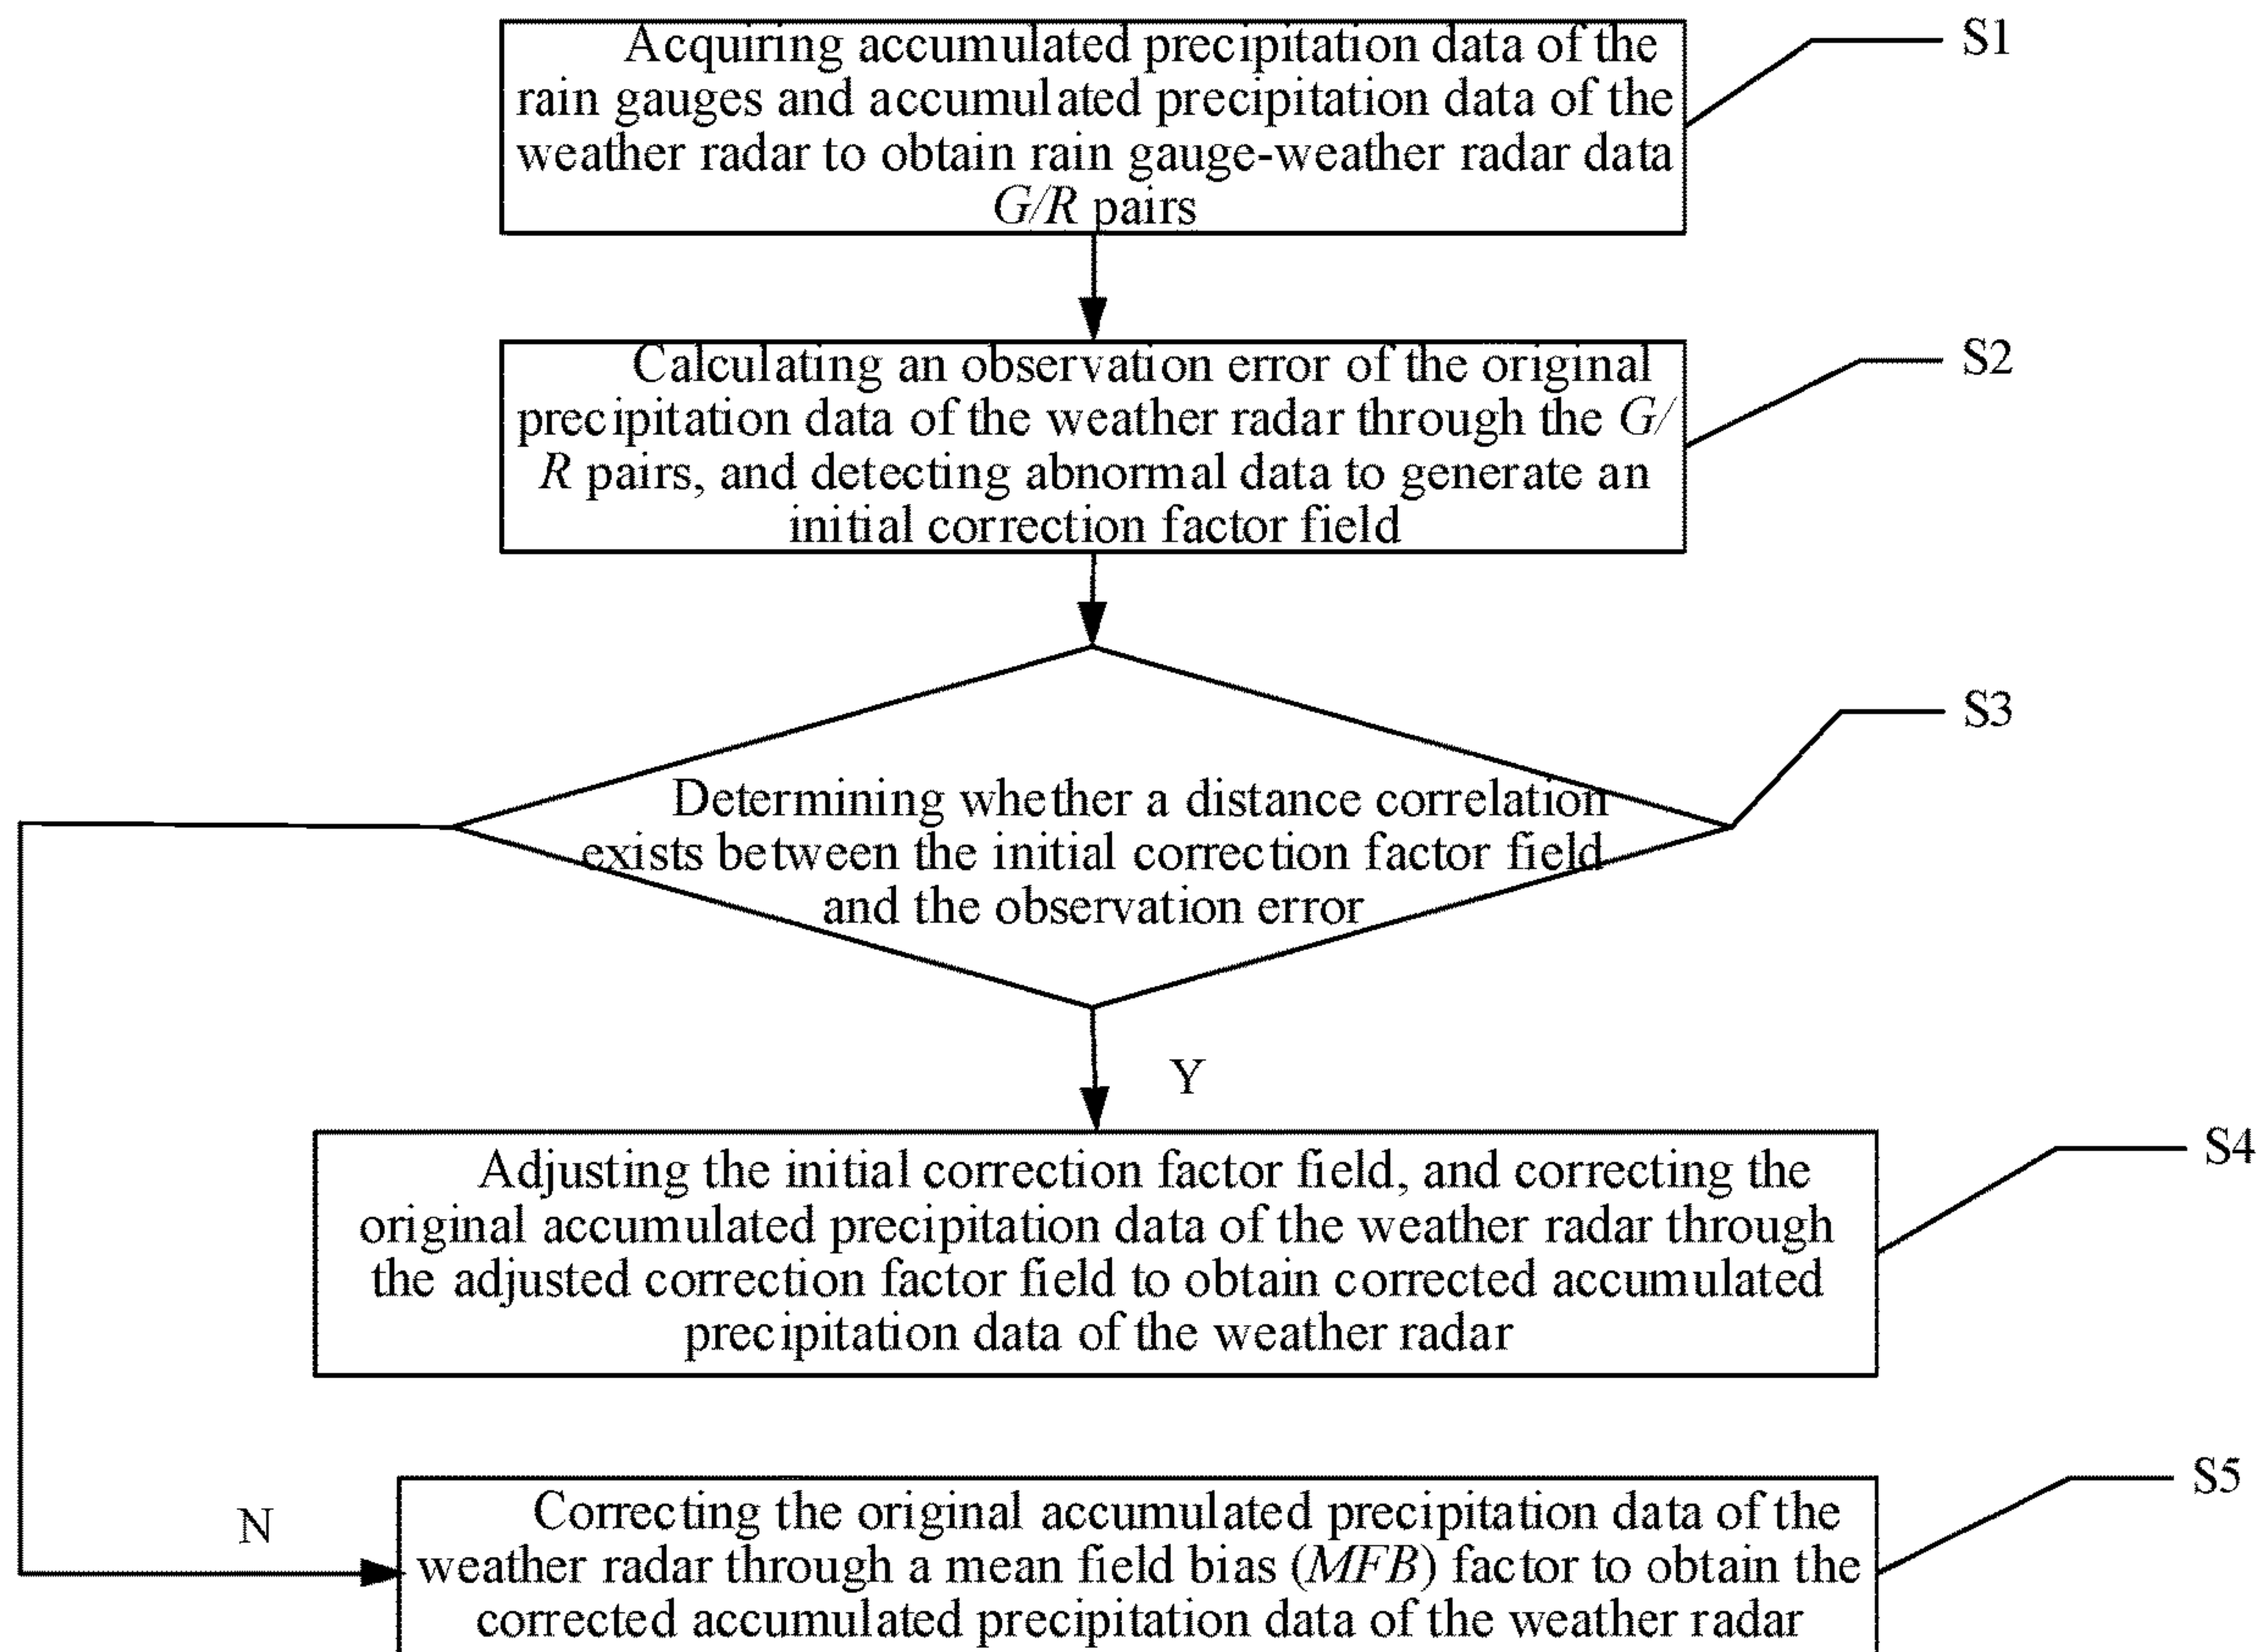 Acquiring accumulated precipitation data of the
rain gauges and accumulated precipitation data of the
weather radar to obtain rain gauge-weather radar data
G/R pairs
S1
Calculating an observation error of the original
precipitation data of the weather radar through the G/
R pairs, and detecting abnormal data to generate an
initial correction factor field
S2
Determining whether a distance correlation
exists between the initial correction factor field
and the observation error
S3
Y
Adjusting the initial correction factor field, and correcting the
original accumulated precipitation data of the weather radar through
the adjusted correction factor field to obtain corrected accumulated
precipitation data of the weather radar
S4
N
Correcting the original accumulated precipitation data of the
weather radar through a mean field bias (MFB) factor to obtain the
corrected accumulated precipitation data of the weather radar
S5